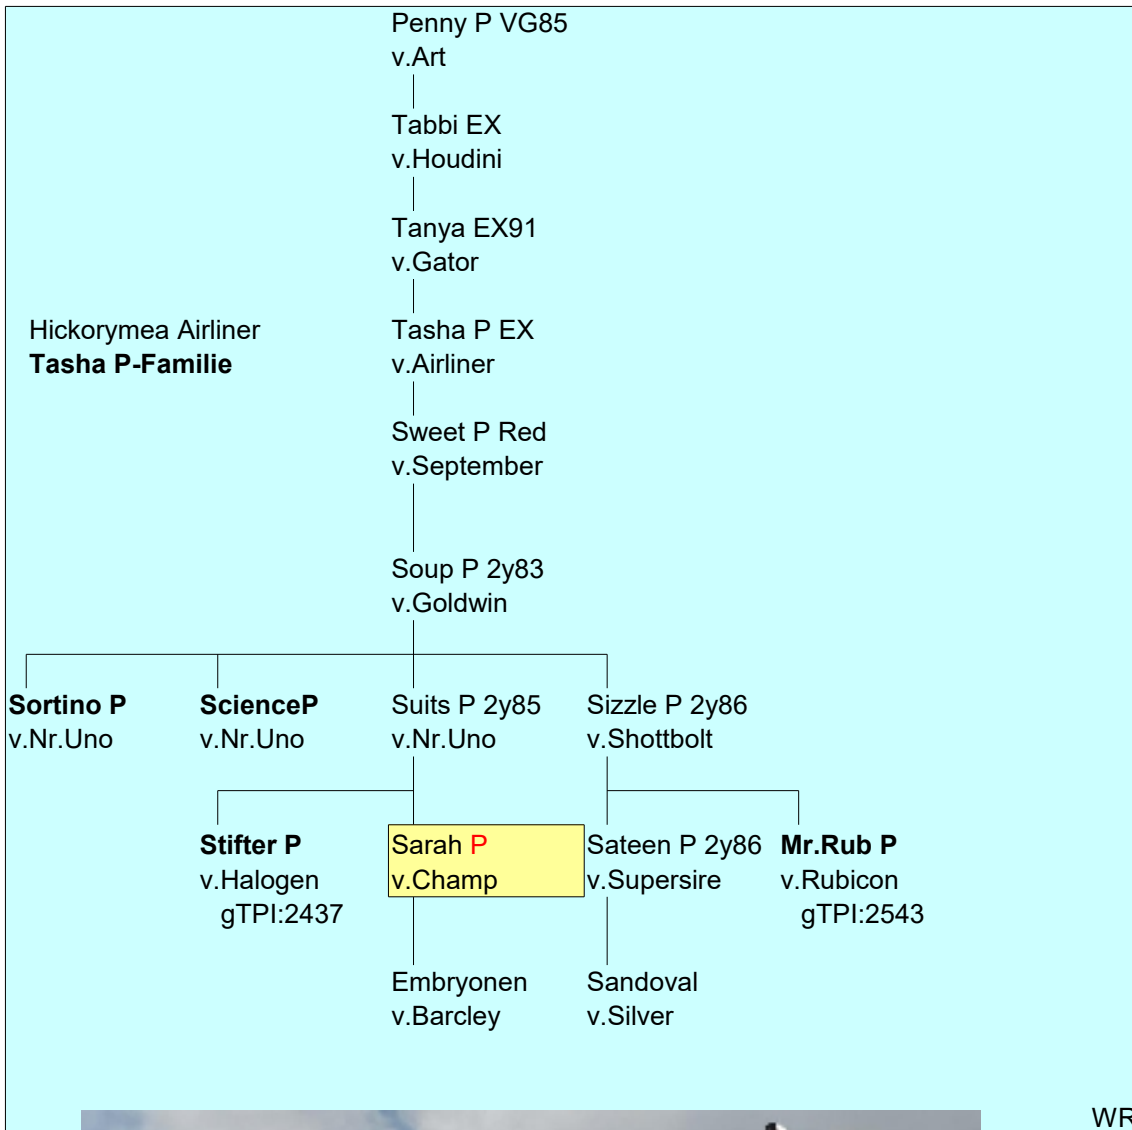 Penny P VG85
v.Art
Tabbi EX
v.Houdini
Tanya EX91
v.Gator
Hickorymea Airliner
Tasha P-Familie
Tasha P EX
v.Airliner
Sweet P Red
v.September
Soup P 2y83
v.Goldwin
Sortino P
v.Nr.Uno
ScienceP
v.Nr.Uno
Suits P 2y85
v.Nr.Uno
Sizzle P 2y86
v.Shottbolt
Stifter P
v.Halogen
gTPI:2437
Sarah P
v.Champ
Sateen P 2y86
v.Supersire
Mr.Rub P
v.Rubicon
gTPI:2543
Embryonen
v.Barcley
Sandoval
v.Silver
WR